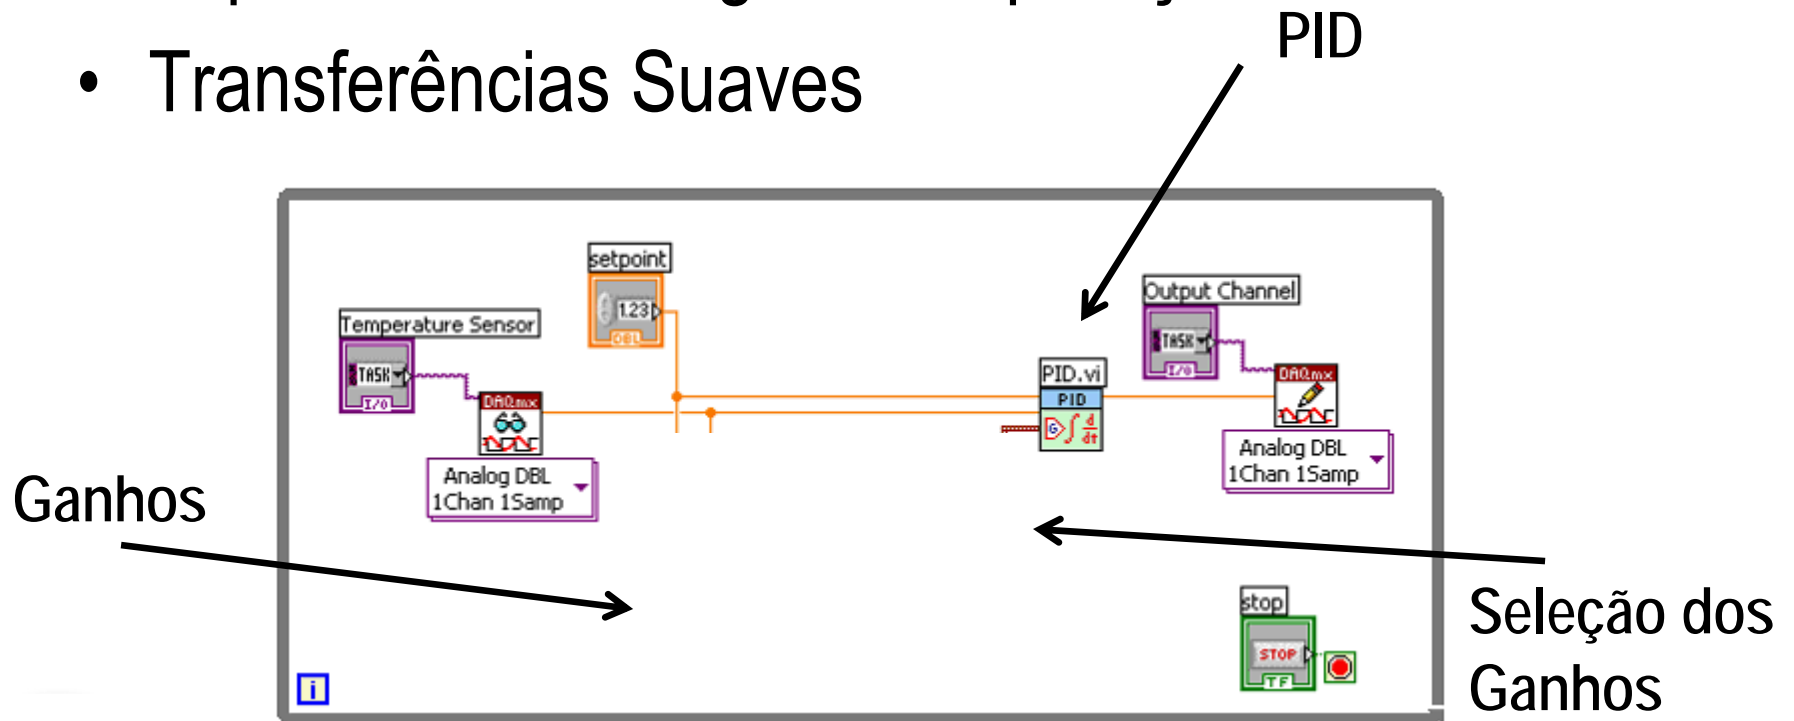 PID
• Transferências Suaves
setpoint
1.23
DBL
Output Channel
TASK
I/O
Temperature Sensor
TASK
I/O
DAQmx
Analog DBL
1Chan 1Samp
PID.vi
PID
G ∫ d/dt
DAQmx
Analog DBL
1Chan 1Samp
Ganhos
Seleção dos
Ganhos
stop
STOP
TF
i